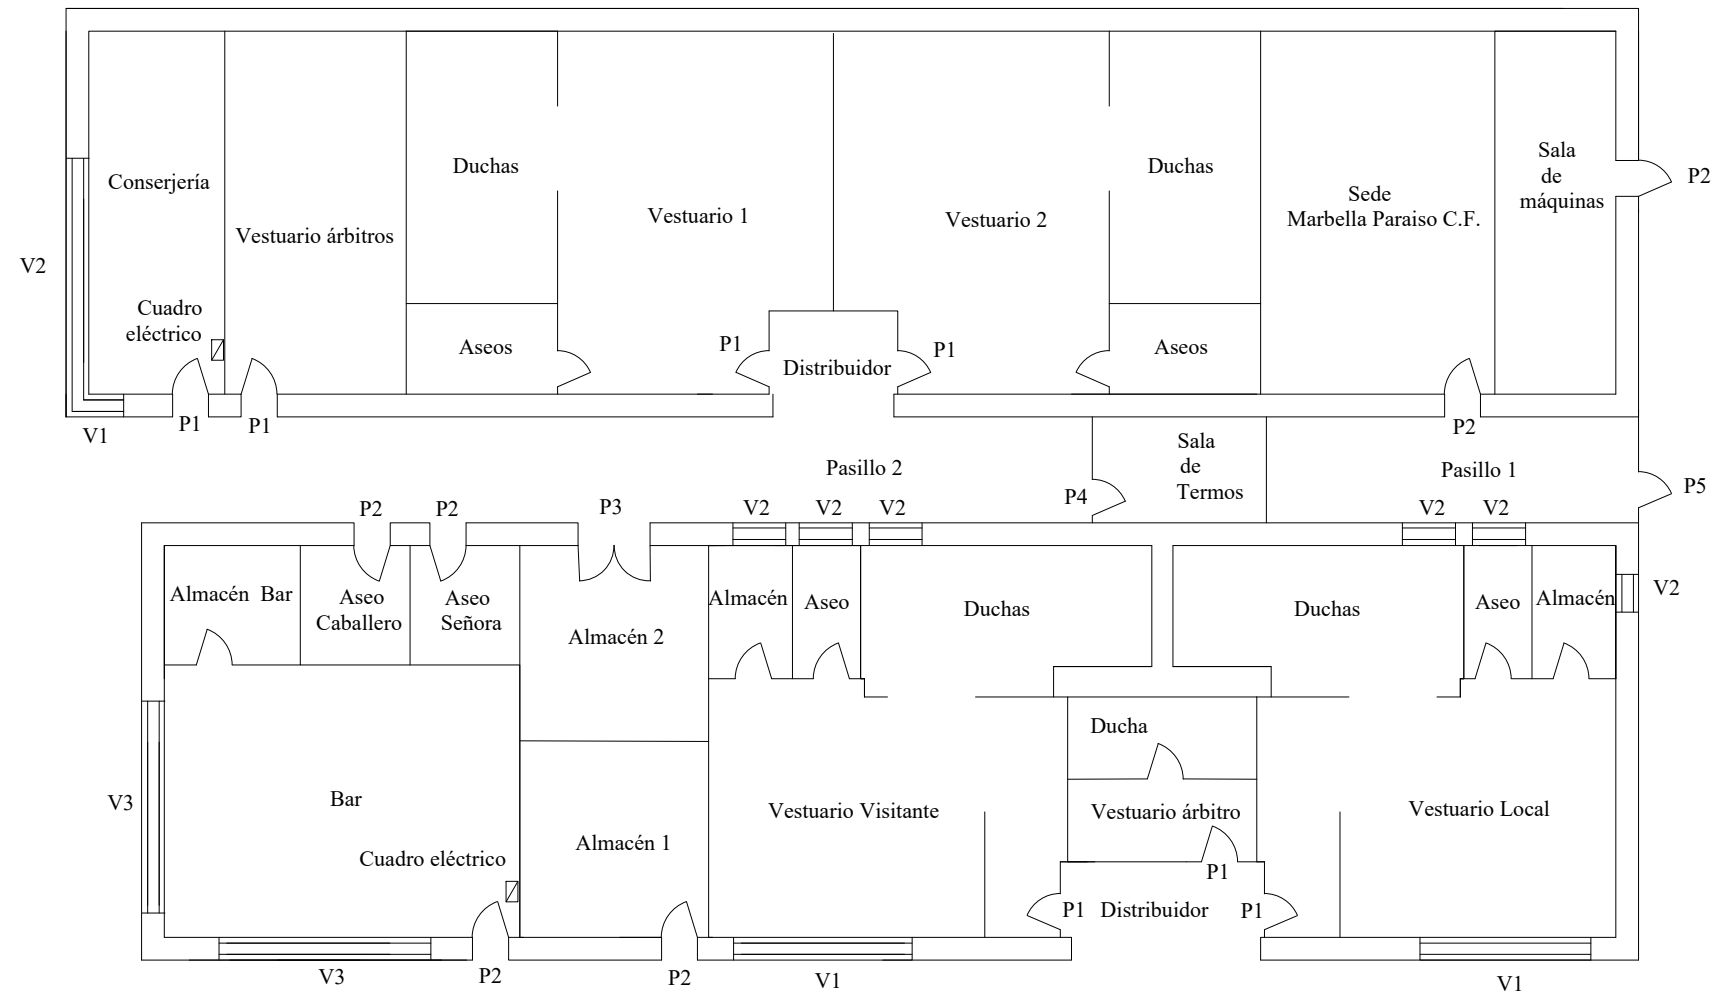 Sala
de
máquinas
P2
Duchas
Duchas
Conserjería
Sede
Marbella Paraiso C.F.
Vestuario 1
Vestuario 2
Vestuario árbitros
V2
Cuadro
eléctrico
Aseos
P1
Distribuidor
P1
Aseos
V1
P1
P1
P2
Sala
de
Termos
Pasillo 2
Pasillo 1
P4
P5
P2
P2
P3
V2
V2
V2
V2
V2
Almacén Bar
Aseo
Caballero
Aseo
Señora
Almacén 2
Almacén
Aseo
Duchas
Duchas
Aseo
Almacén
V2
Ducha
V3
Bar
Vestuario Visitante
Vestuario árbitro
Vestuario Local
Cuadro eléctrico
Almacén 1
P1
P1
Distribuidor
P1
V3
P2
P2
V1
V1